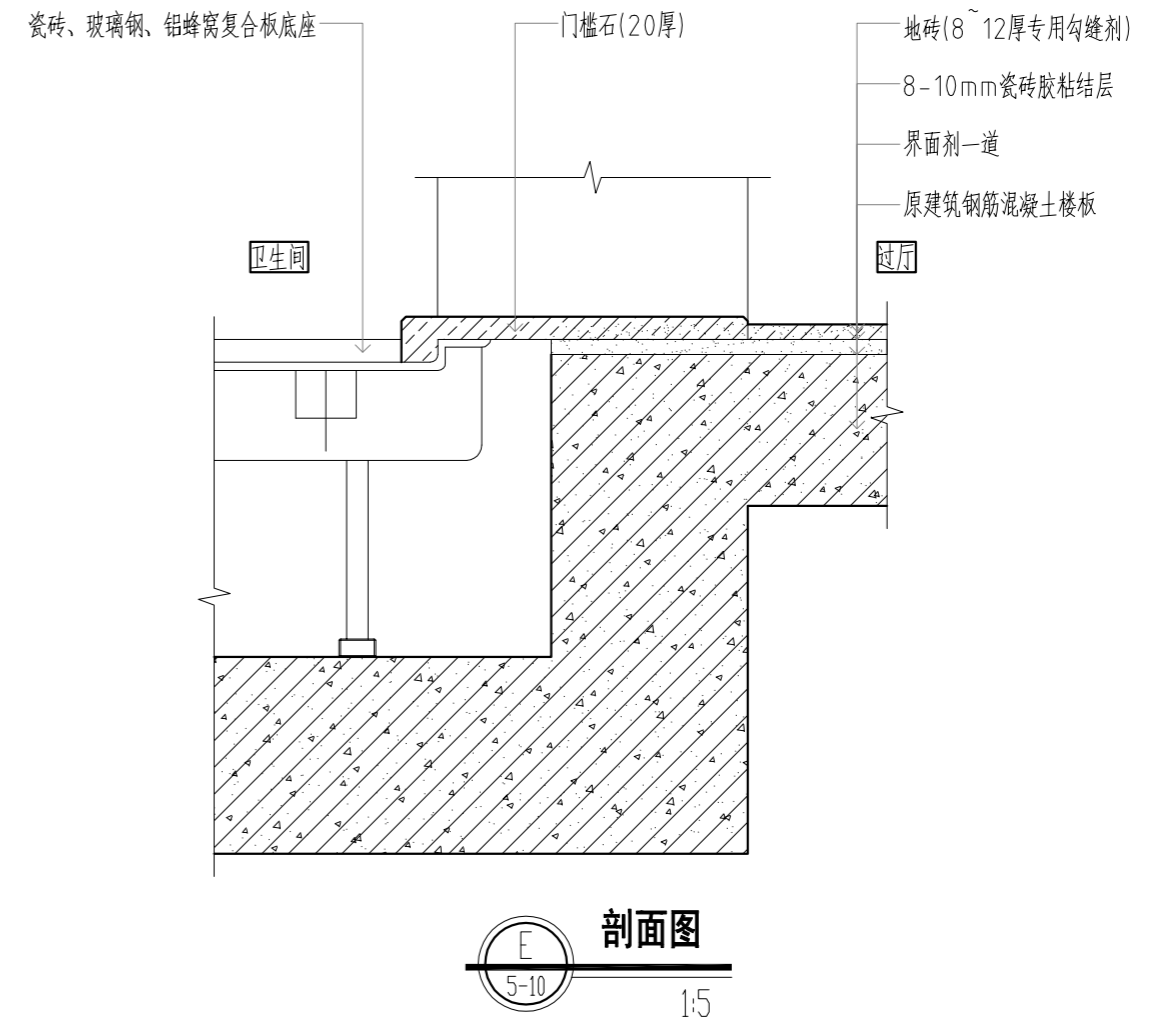 瓷砖、玻璃钢、铝蜂窝复合板底座
门槛石(20厚)
地砖(8~12厚专用勾缝剂)
8-10mm瓷砖胶粘结层
界面剂一道
原建筑钢筋混凝土楼板
卫生间
过厅
E
5-10
剖面图
1:5